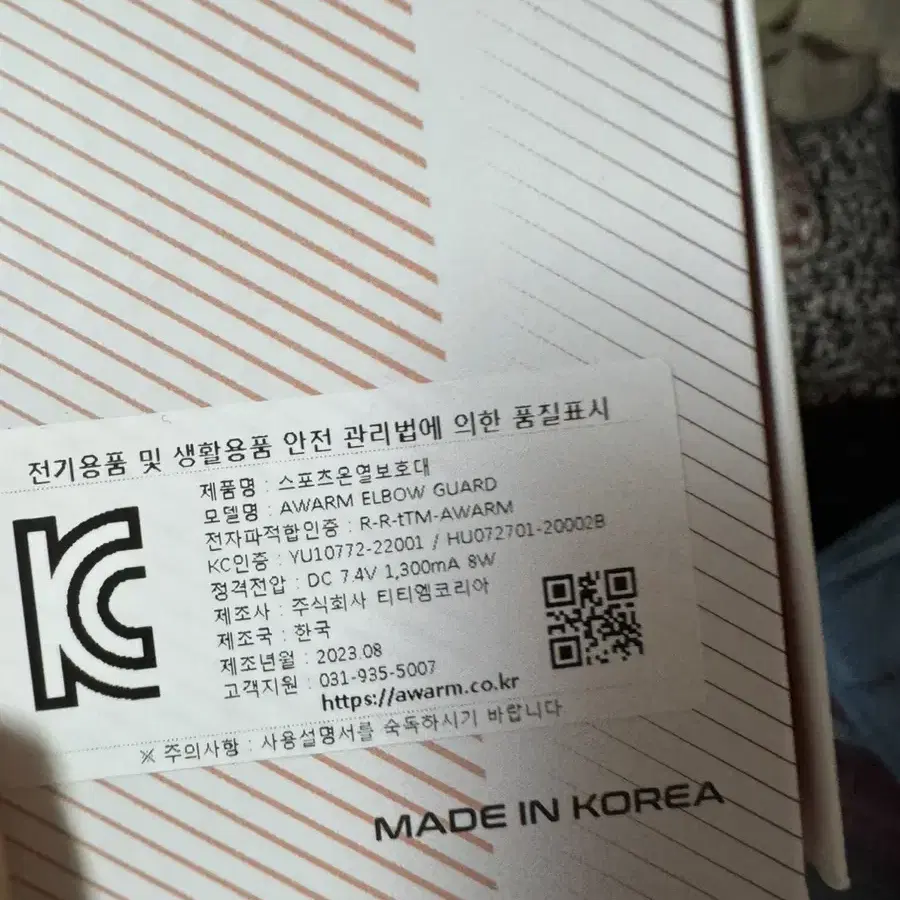 전기용품 및 생활용품 안전 관리법에 의한 품질표시
제품명 : 스포츠온열보호대
모델명 : AWARM ELBOW GUARD
전자파적합인증 : R-R-tTM-AWARM
KC인증 : YU10772-22001 / HU072701-20002B
정격전압 : DC 7.4V 1,300mA 8W
제조사 : 주식회사 티티엠코리아
제조국 : 한국
제조년월 : 2023.08
고객지원 : 031-935-5007
https://awarm.co.kr
※ 주의사항 : 사용설명서를 숙독하시기 바랍니다
MADE IN KOREA